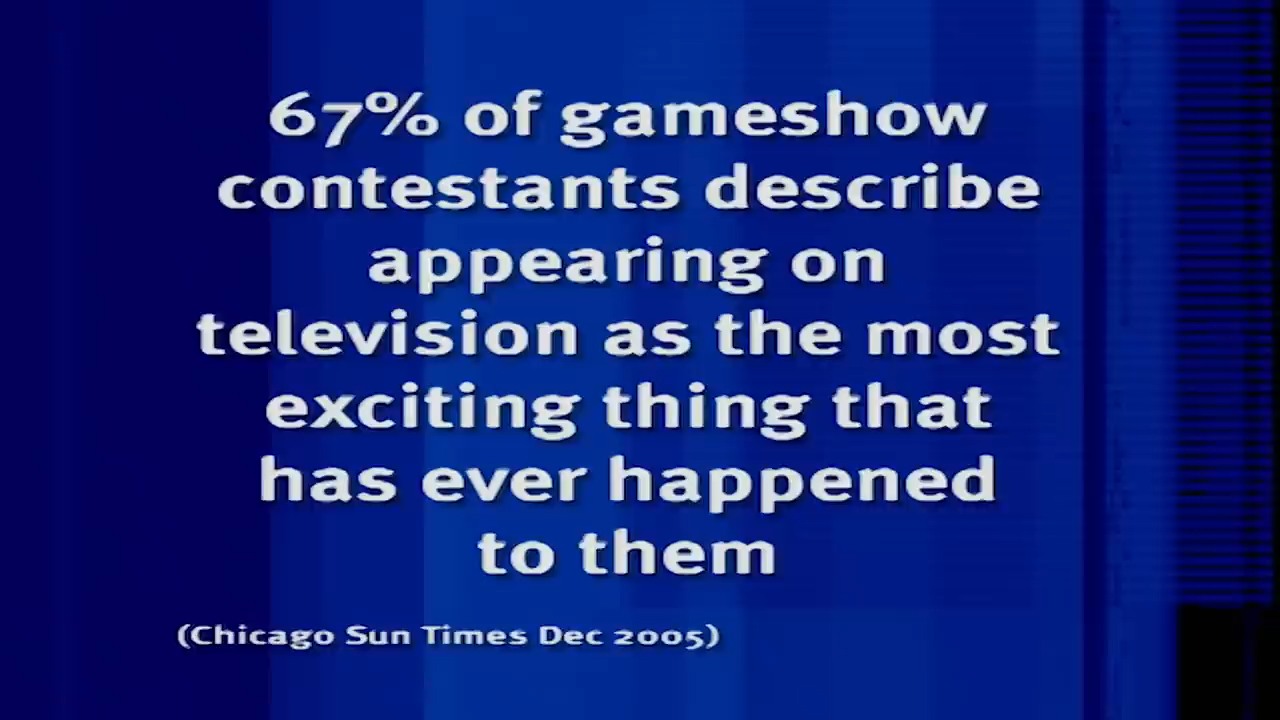 67% of gameshow
contestants describe
appearing on
television as the most
exciting thing that
has ever happened
to them
(Chicago Sun Times Dec 2005)